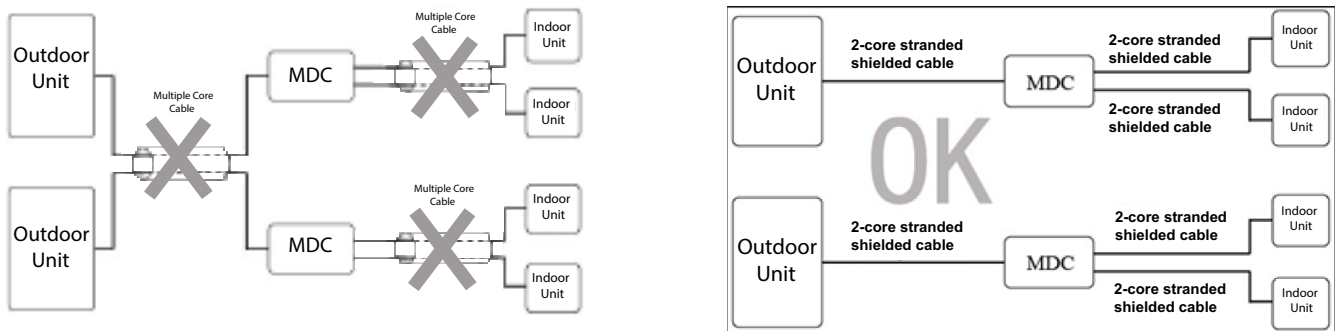 Outdoor
Unit
Multiple Core
Cable
MDC
Multiple Core
Cable
Indoor
Unit
Indoor
Unit
Outdoor
Unit
MDC
Multiple Core
Cable
Indoor
Unit
Indoor
Unit
Outdoor
Unit
2-core stranded
shielded cable
MDC
2-core stranded
shielded cable
2-core stranded
shielded cable
Indoor
Unit
Indoor
Unit
OK
Outdoor
Unit
2-core stranded
shielded cable
MDC
2-core stranded
shielded cable
2-core stranded
shielded cable
Indoor
Unit
Indoor
Unit